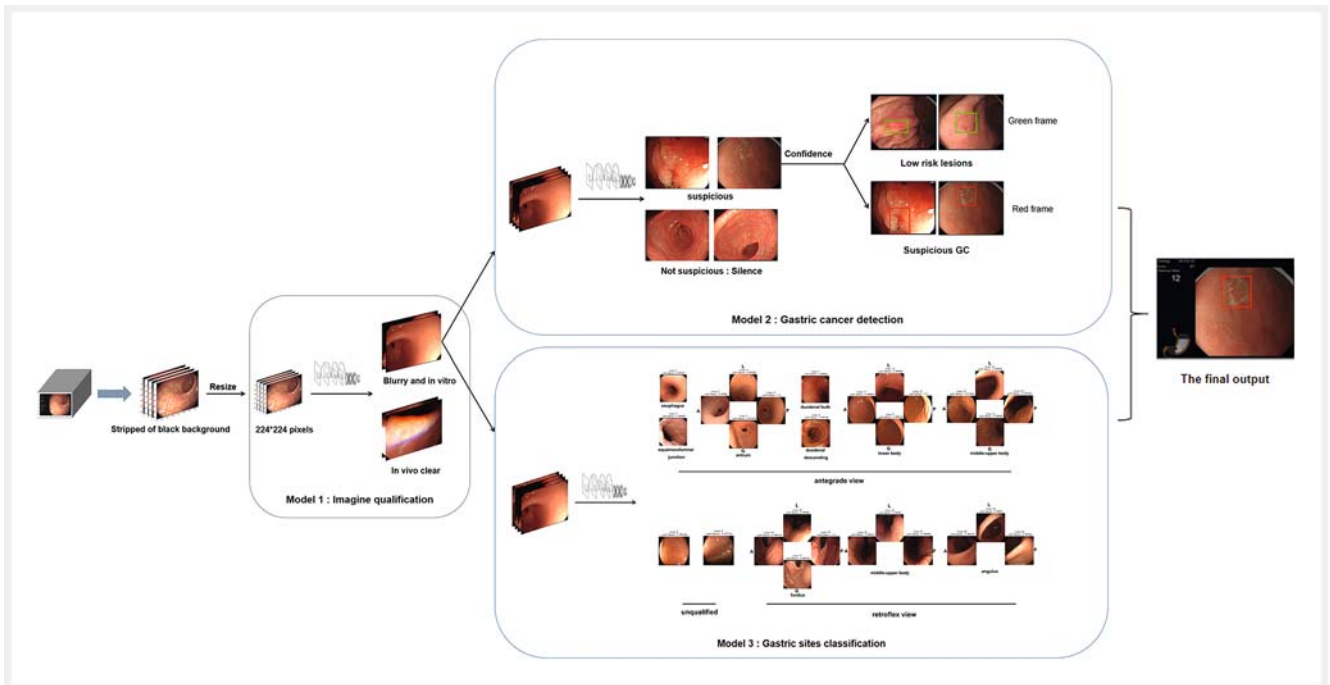 Stripped of black background
Resize
224*224 pixels
Blurry and in vitro
In vivo clear
Model 1 : Imagine qualification
suspicious
Not suspicious : Silence
Confidence
Low risk lesions
Green frame
Suspicious GC
Red frame
Model 2 : Gastric cancer detection
esophagus
squamocolumnar
junction
L
A
P
G
antrum
duodenal bulb
duodenal
descending
L
A
P
G
lower body
L
A
P
G
middle-upper body
antegrade view
unqualified
L
A
P
G
fundus
L
A
P
middle-upper body
L
A
P
angulus
retroflex view
Model 3 : Gastric sites classification
12
The final output